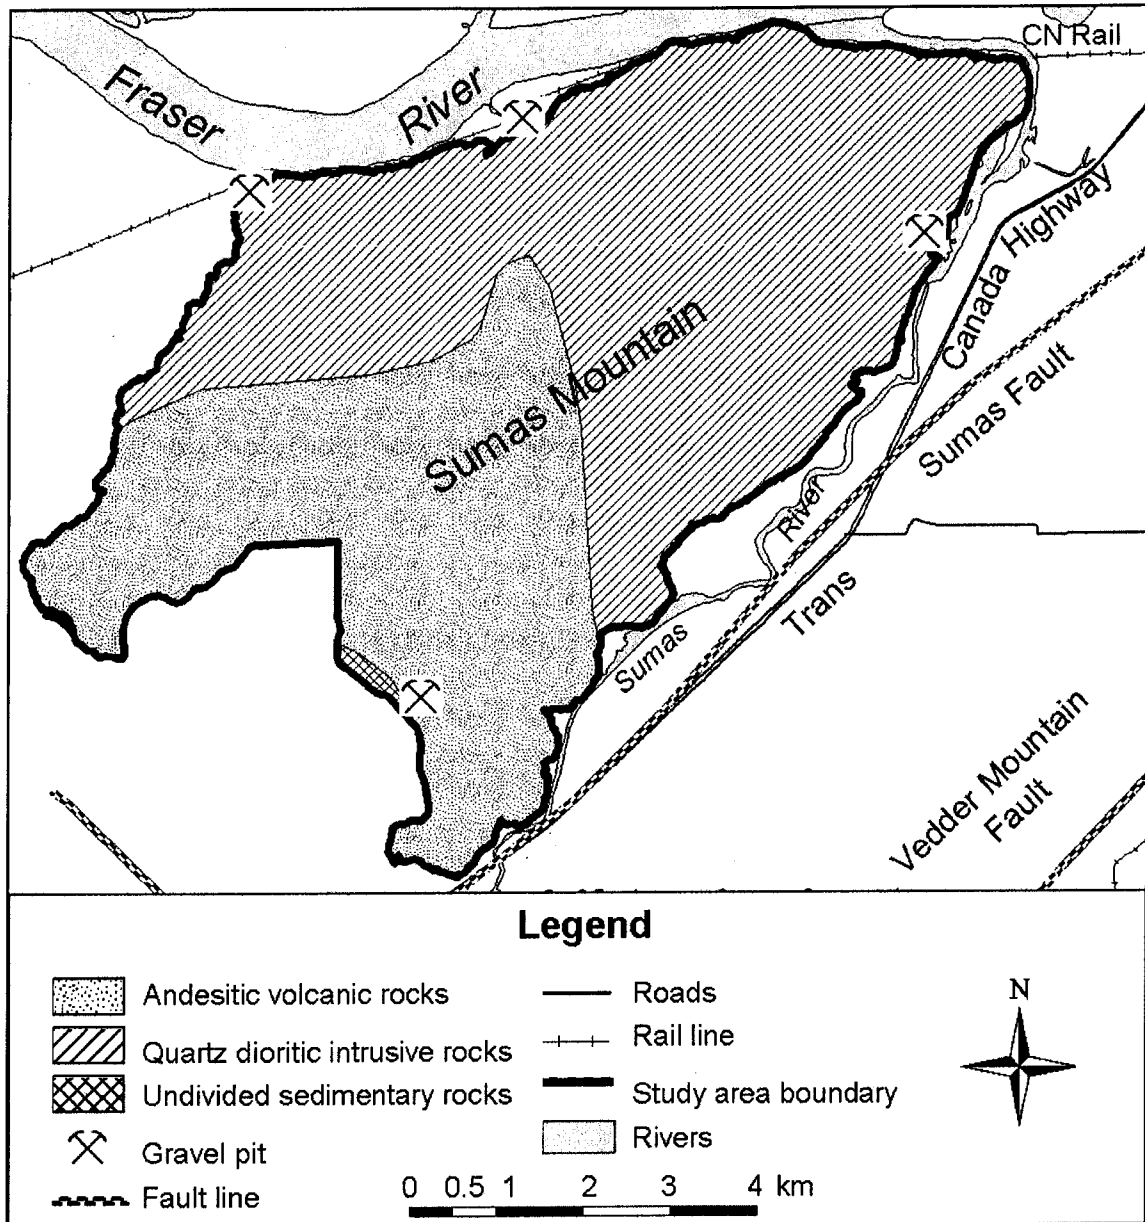 CN Rail
Fraser
River
Canada Highway
Sumas Mountain
Sumas Fault
River
Trans
Sumas
Vedder Mountain
Fault
Legend
Andesitic volcanic rocks
Quartz dioritic intrusive rocks
Undivided sedimentary rocks
Gravel pit
Fault line
Roads
Rail line
Study area boundary
Rivers
N
0 0.5 1 2 3 4 km